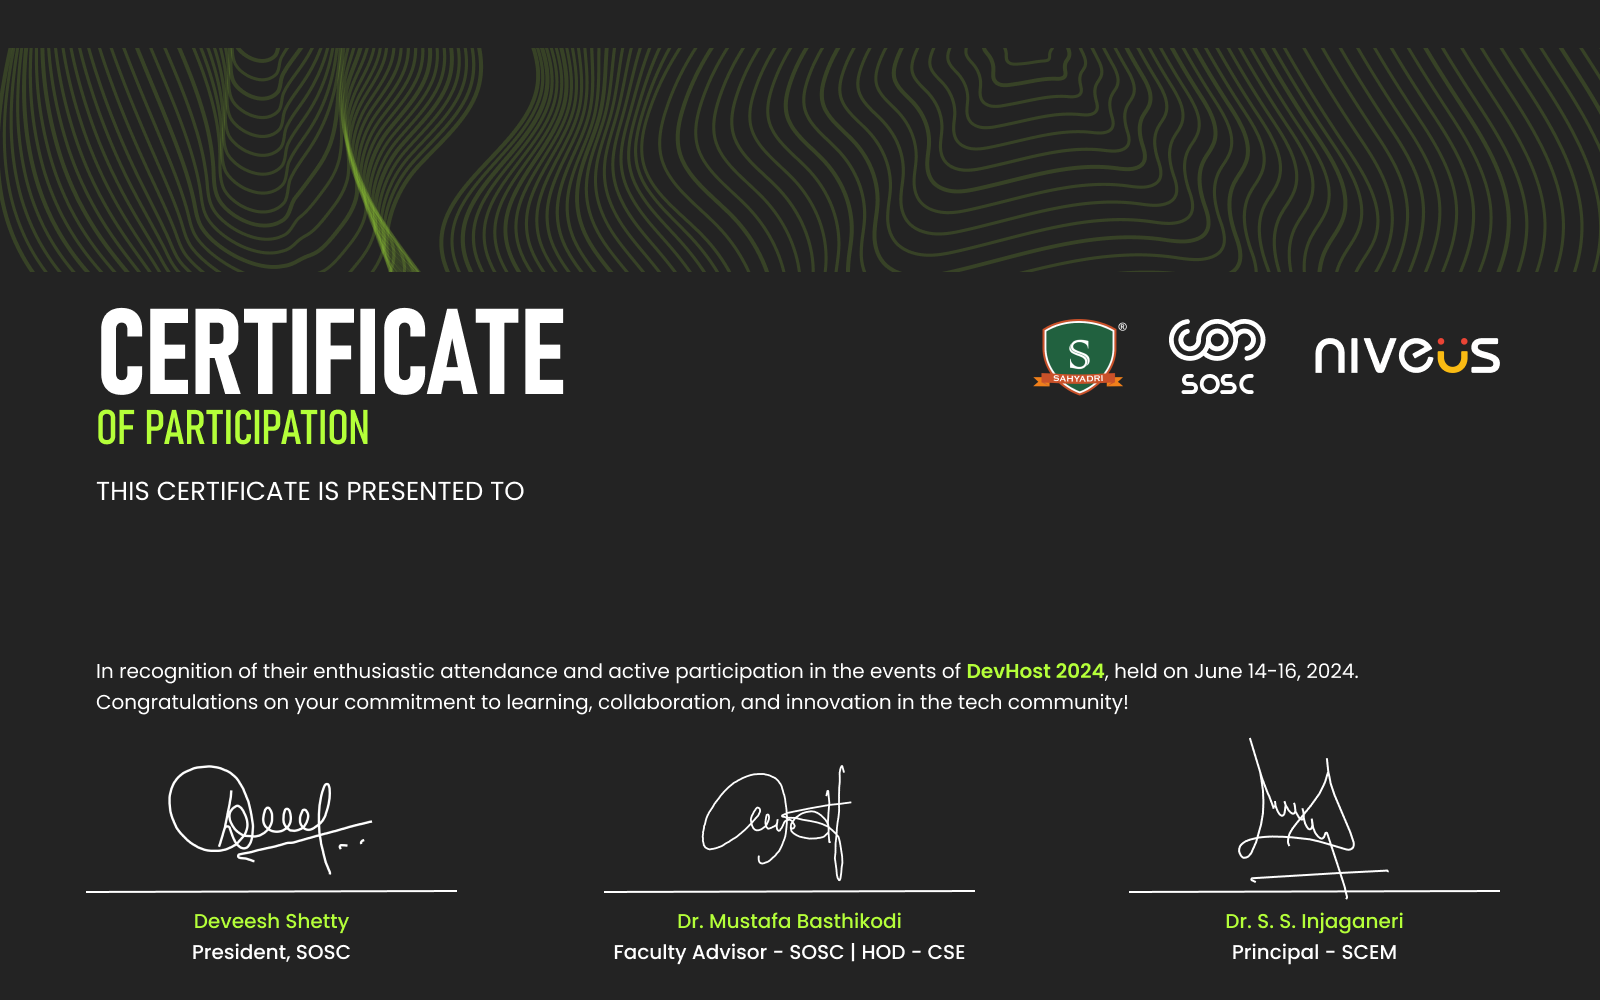 CERTIFICATE
OF PARTICIPATION
S
SAHYADRI
®
SOSC
niveüs
THIS CERTIFICATE IS PRESENTED TO
In recognition of their enthusiastic attendance and active participation in the events of DevHost 2024, held on June 14-16, 2024.
Congratulations on your commitment to learning, collaboration, and innovation in the tech community!
Deveesh Shetty
President, SOSC
Dr. Mustafa Basthikodi
Faculty Advisor - SOSC | HOD - CSE
Dr. S. S. Injaganeri
Principal - SCEM